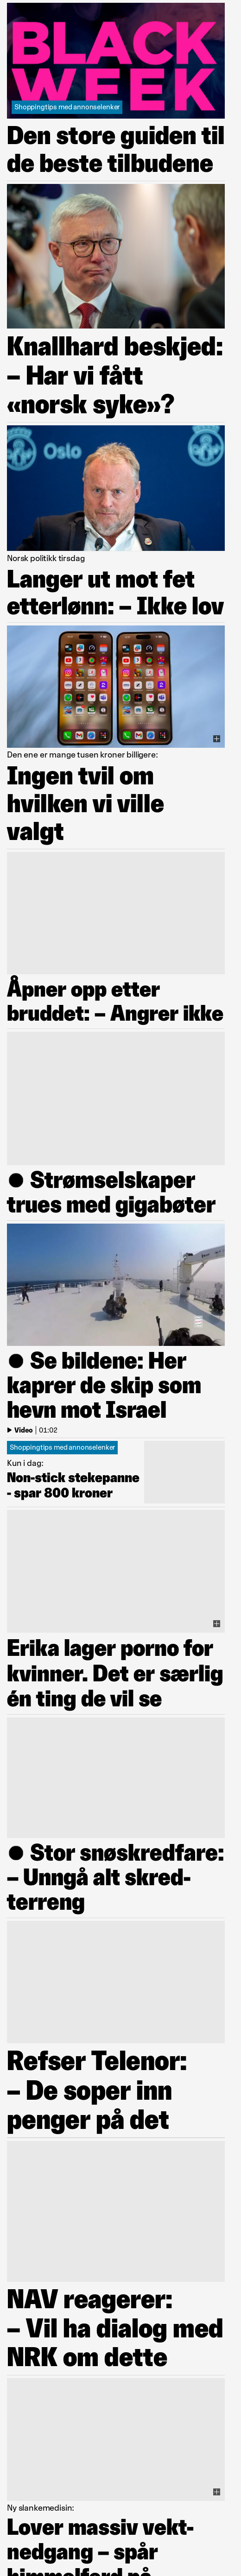 BLACK
WEEK
Shoppingtips med annonselenker
Den store guiden til
de beste tilbudene
Knallhard beskjed:
– Har vi fått
«norsk syke»?
Oslo
Norsk politikk tirsdag
Langer ut mot fet
etterlønn: – Ikke lov
Den ene er mange tusen kroner billigere:
Ingen tvil om
hvilken vi ville
valgt
Åpner opp etter
bruddet: – Angrer ikke
● Strømselskaper
trues med gigabøter
● Se bildene: Her
kaprer de skip som
hevn mot Israel
Video | 01:02
Shoppingtips med annonselenker
Kun i dag:
Non-stick stekepanne
- spar 800 kroner
Erika lager porno for
kvinner. Det er særlig
én ting de vil se
● Stor snøskredfare:
– Unngå alt skred-
terreng
Refser Telenor:
– De soper inn
penger på det
NAV reagerer:
– Vil ha dialog med
NRK om dette
Ny slankemedisin:
Lover massiv vekt-
nedgang – spår
himmelferd på